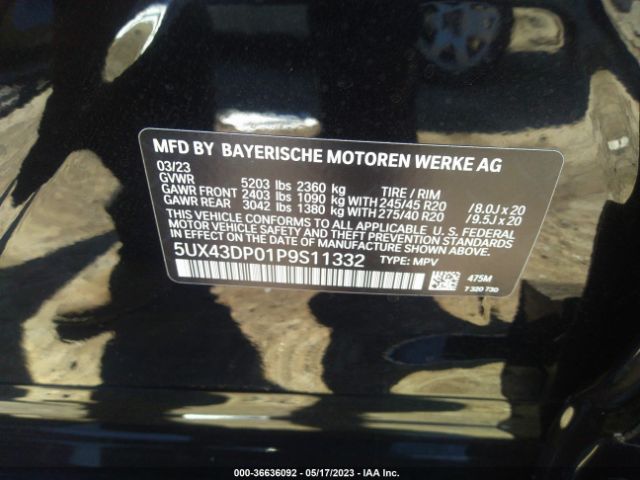 MFD BY BAYERISCHE MOTOREN WERKE AG
03/23
GVWR 5203 lbs 2360 kg TIRE / RIM
GAWR FRONT 2403 lbs 1090 kg WITH 245/45 R20 / 8.0J x 20
GAWR REAR 3042 lbs 1380 kg WITH 275/40 R20 / 9.5J x 20
THIS VEHICLE CONFORMS TO ALL APPLICABLE U. S. FEDERAL
MOTOR VEHICLE SAFETY AND THEFT PREVENTION STANDARDS
IN EFFECT ON THE DATE OF MANUFACTURE SHOWN ABOVE.
5UX43DP01P9S11332 TYPE: MPV
475M
7 320 730
000-36636092 - 05/17/2023 - IAA Inc.